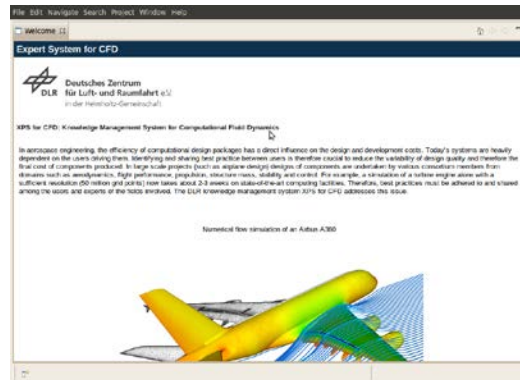 File Edit Navigate Search Project Window Help
Welcome
Expert System for CFD
Deutsches Zentrum
DLR für Luft- und Raumfahrt e.V.
in der Helmholtz-Gemeinschaft
XPS for CFD: Knowledge Management System for Computational Fluid Dynamics
In aerospace engineering, the efficiency of computational design packages has a direct influence on the design and development costs. Today's systems are heavily
dependent on the users driving them. Identifying and sharing best practice between users is therefore crucial to reduce the variability of design quality and therefore the
final cost of components produced. In large scale projects (such as airplane design) designs of components are undertaken by various consortium members from
domains such as aerodynamics, flight performance, propulsion, structure mass, stability and control. For example, a simulation of a turbine engine alone with a
sufficient resolution (50 million grid points) now takes about 2-3 weeks on state-of-the-art computing facilities. Therefore, best practices must be adhered to and shared
among the users and experts of the fields involved. The DLR knowledge management system XPS for CFD addresses this issue.
Numerical flow simulation of an Airbus A380